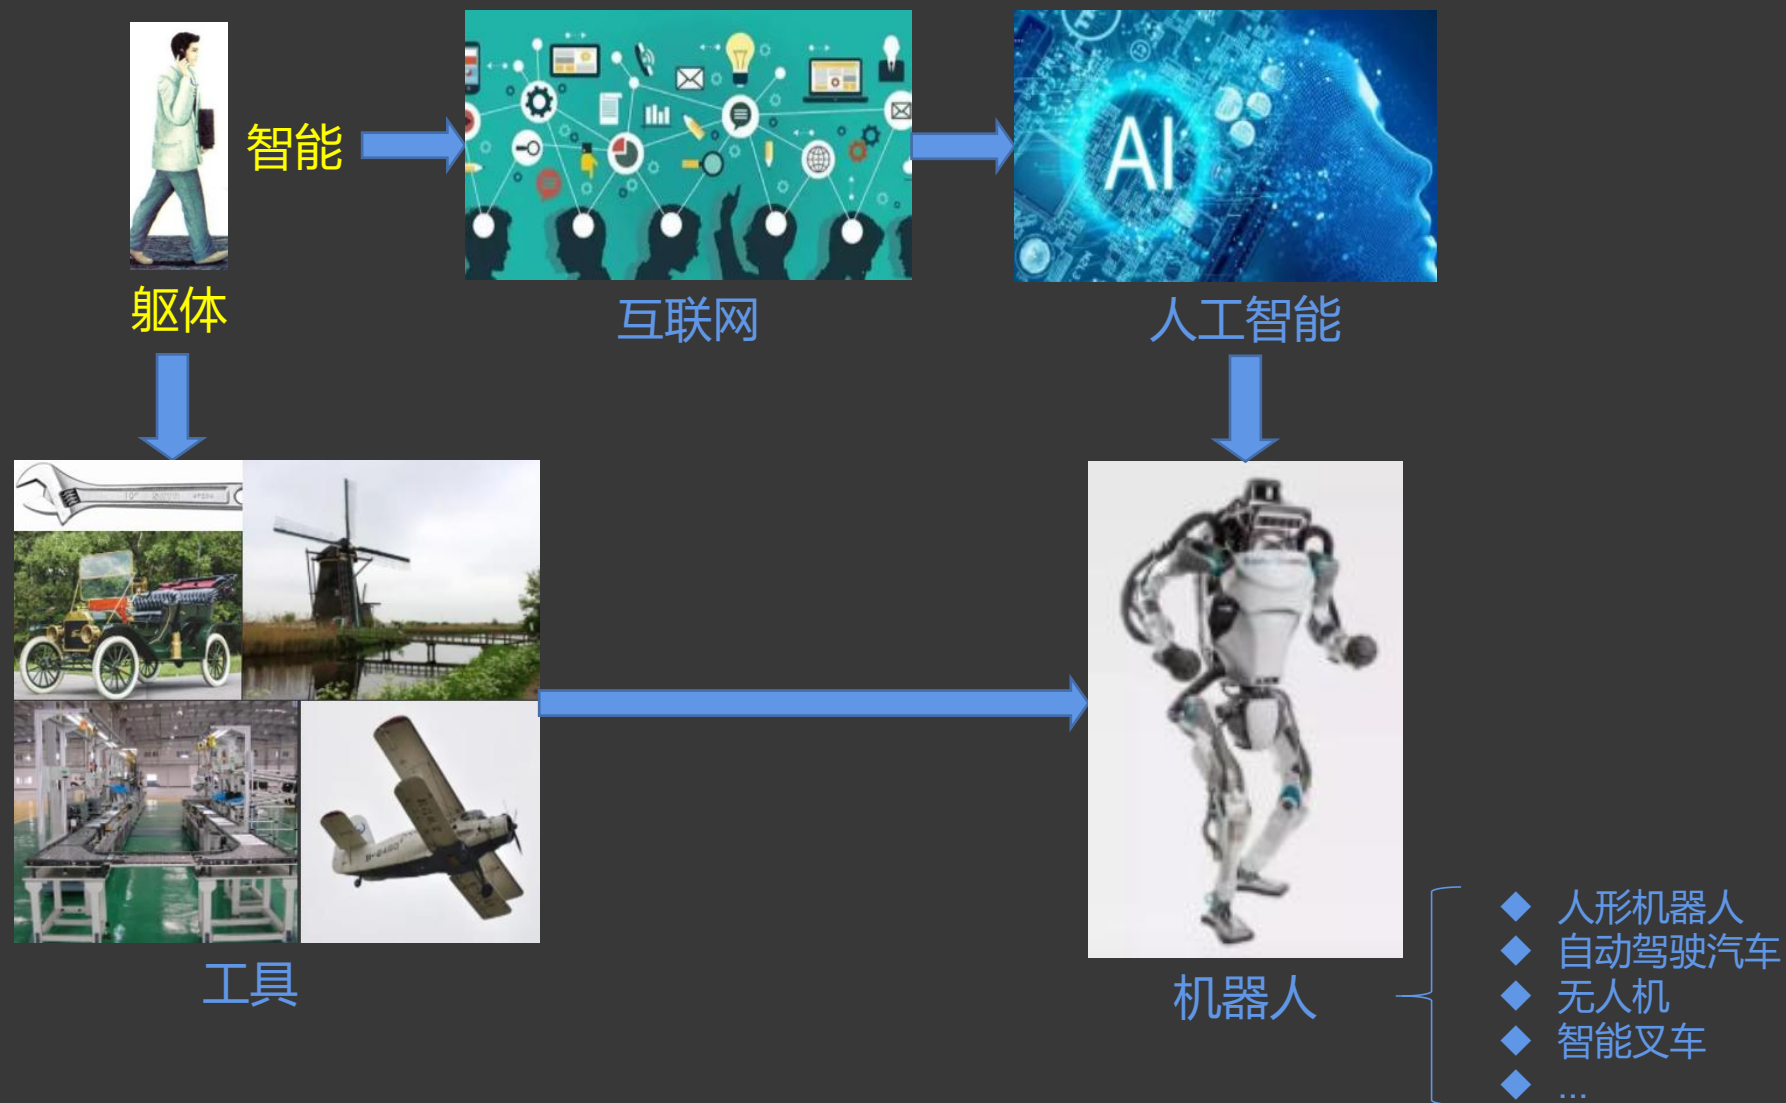 智能
躯体
互联网
AI
人工智能
B-8480
工具
机器人
人形机器人
自动驾驶汽车
无人机
智能叉车
...